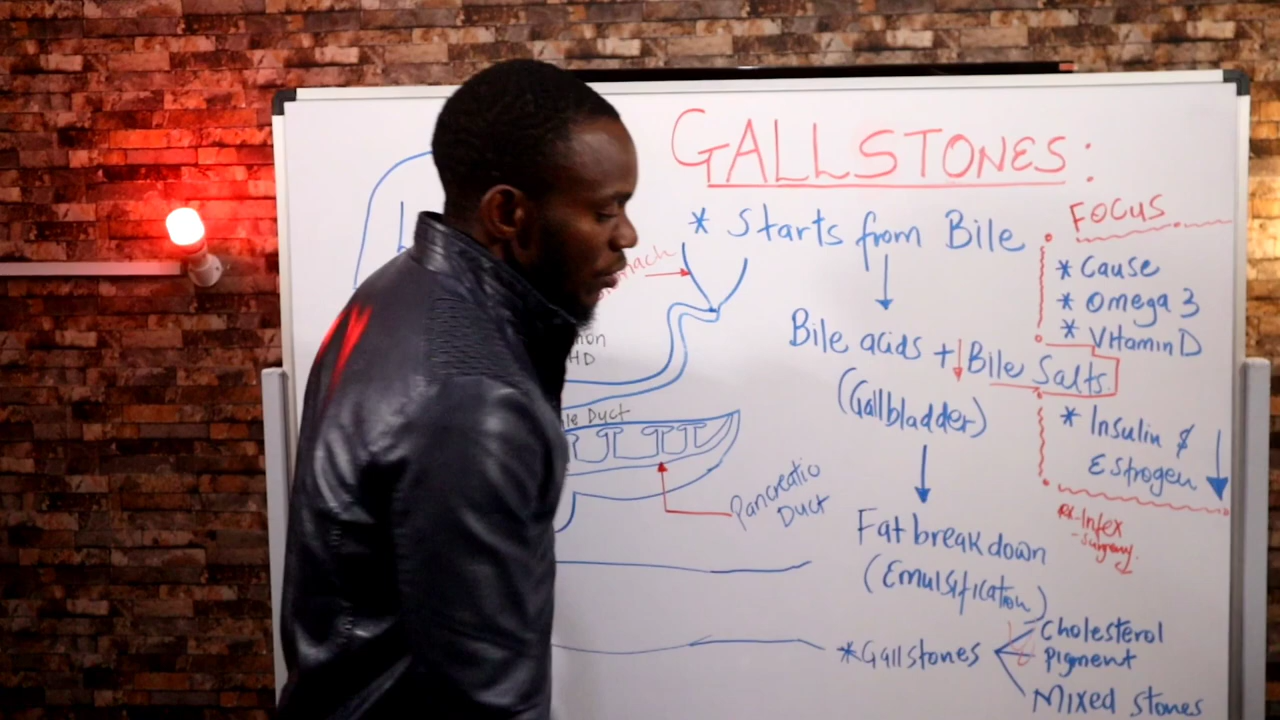 GALLSTONES:
* Starts from Bile
Bile acids + Bile Salts
(Gallbladder)
Fat breakdown
(Emulsification)
*Gallstones
Cholesterol
Pigment
Mixed stones
FOCUS
* Cause
* Omega 3
* Vitamin D
* Insulin &
Estrogen
Pancreatic
Duct
Duct